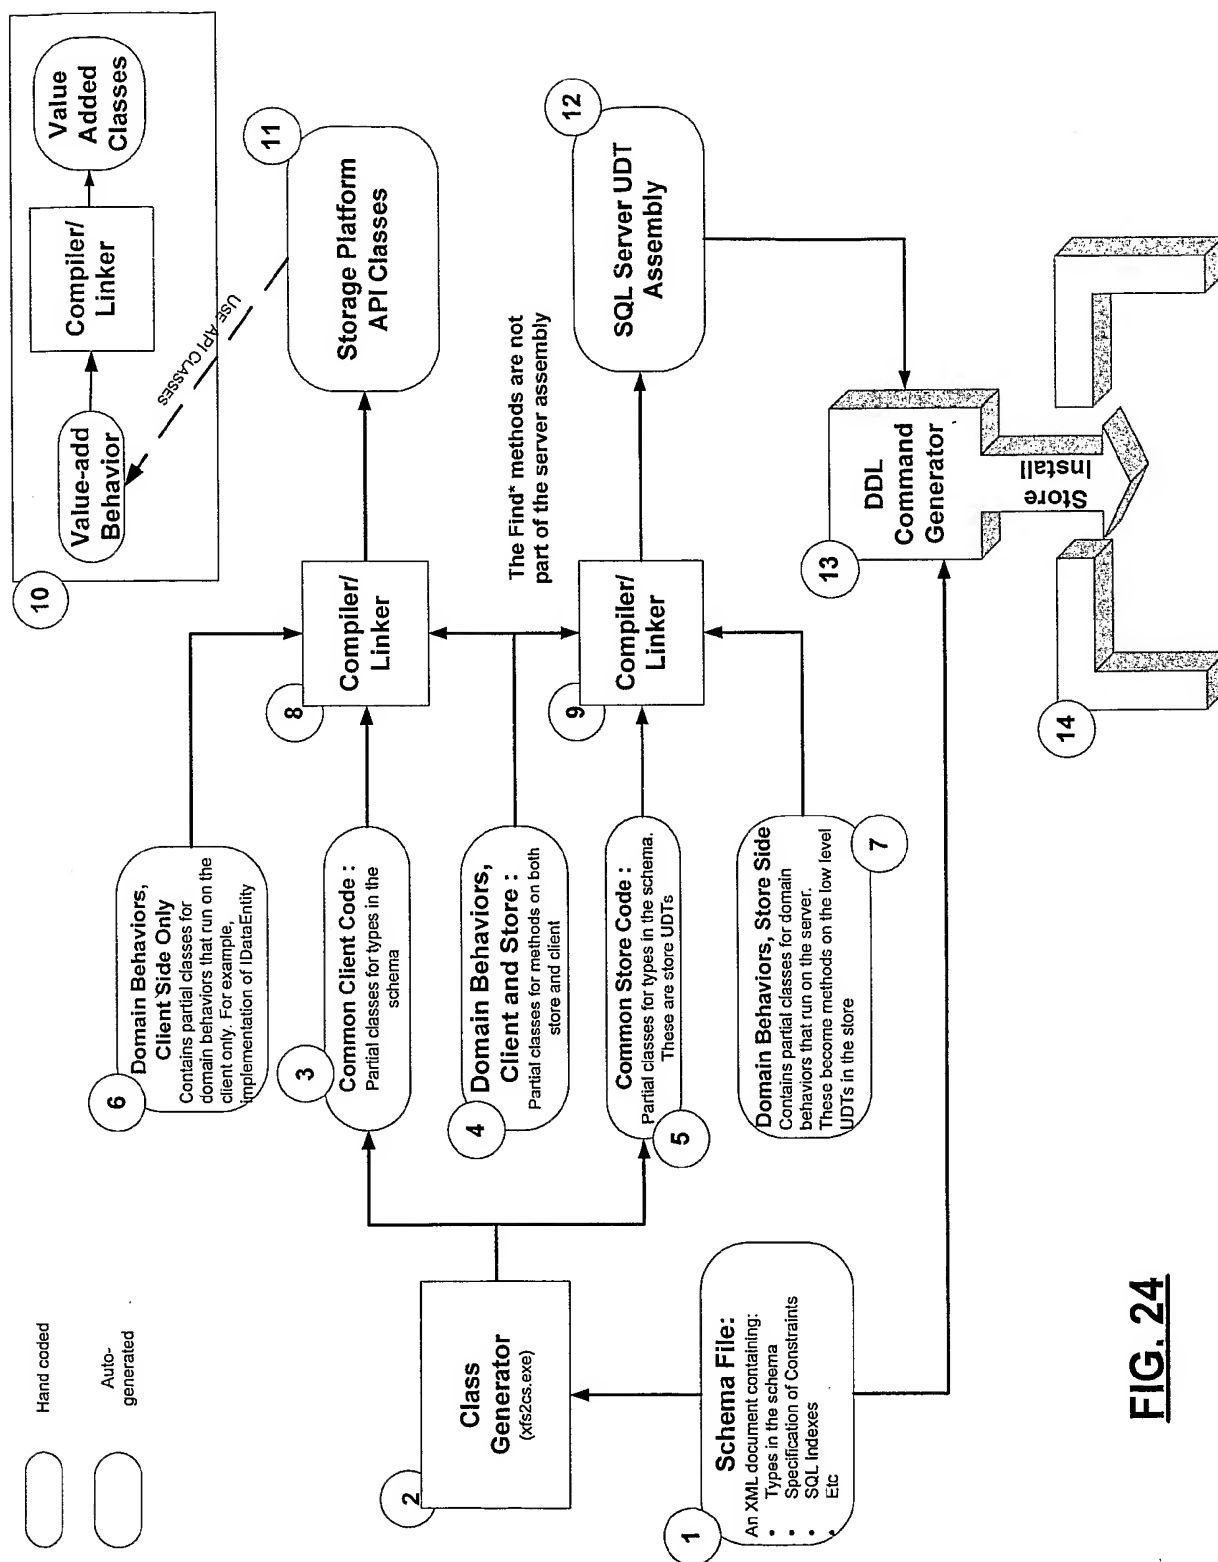 Hand coded
Auto-
generated
1
Schema File:
An XML document containing:
• Types in the schema
• Specification of Constraints
• SQL Indexes
• Etc
2
Class
Generator
(xfs2cs.exe)
6
Domain Behaviors,
Client Side Only
Contains partial classes for
domain behaviors that run on the
client only. For example,
implementation of IDataEntity
3
Common Client Code :
Partial classes for types in the
schema
4
Domain Behaviors,
Client and Store :
Partial classes for methods on both
store and client
5
Common Store Code :
Partial classes for types in the schema.
These are store UDTs
7
Domain Behaviors, Store Side
Contains partial classes for domain
behaviors that run on the server.
These become methods on the low level
UDTs in the store
8
Compiler/
Linker
9
Compiler/
Linker
The Find* methods are not
part of the server assembly
10
Value-add
Behavior
Compiler/
Linker
Value
Added
Classes
USE API CLASSES
11
Storage Platform
API Classes
12
SQL Server UDT
Assembly
13
DDL
Command
Generator
Store
Install
14
FIG. 24